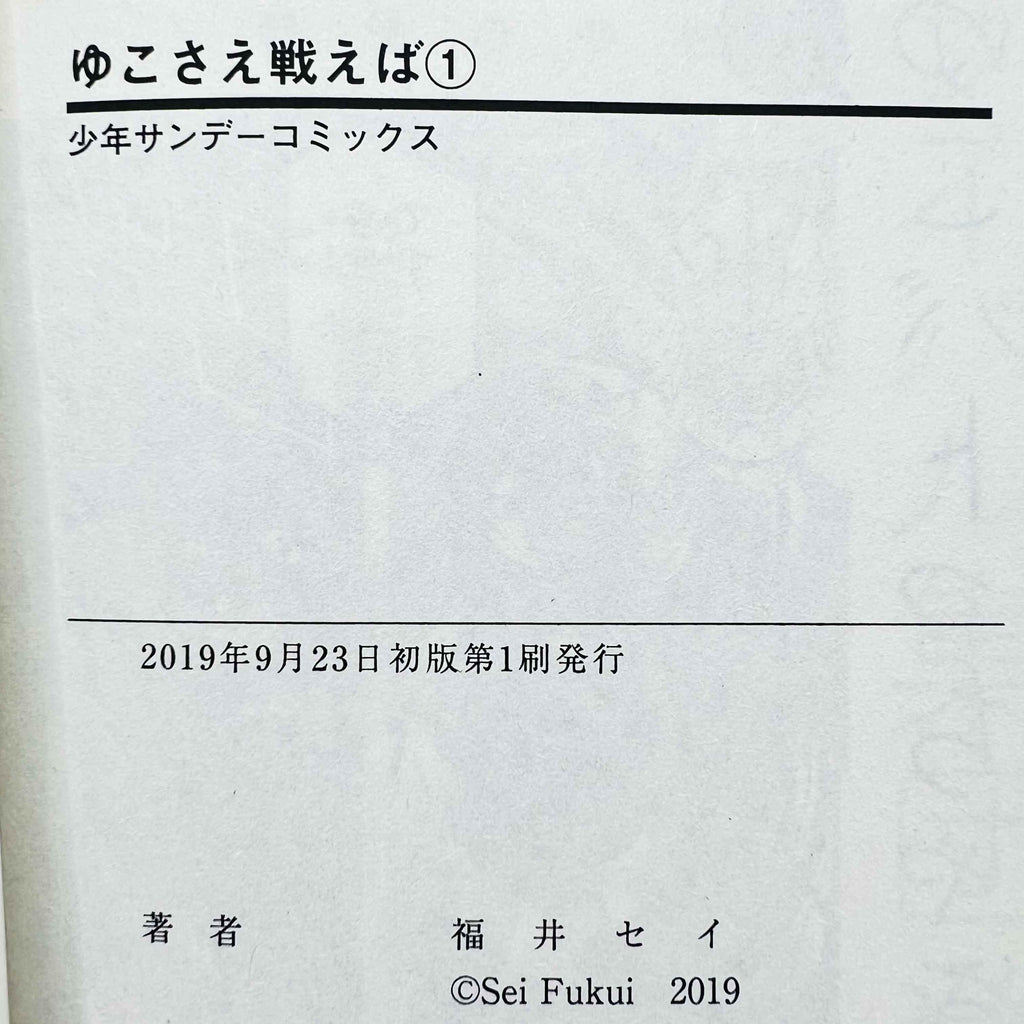 ゆこさえ戦えば①
少年サンデーコミックス
2019年9月23日初版第1刷発行
著者 福井セイ
©Sei Fukui 2019